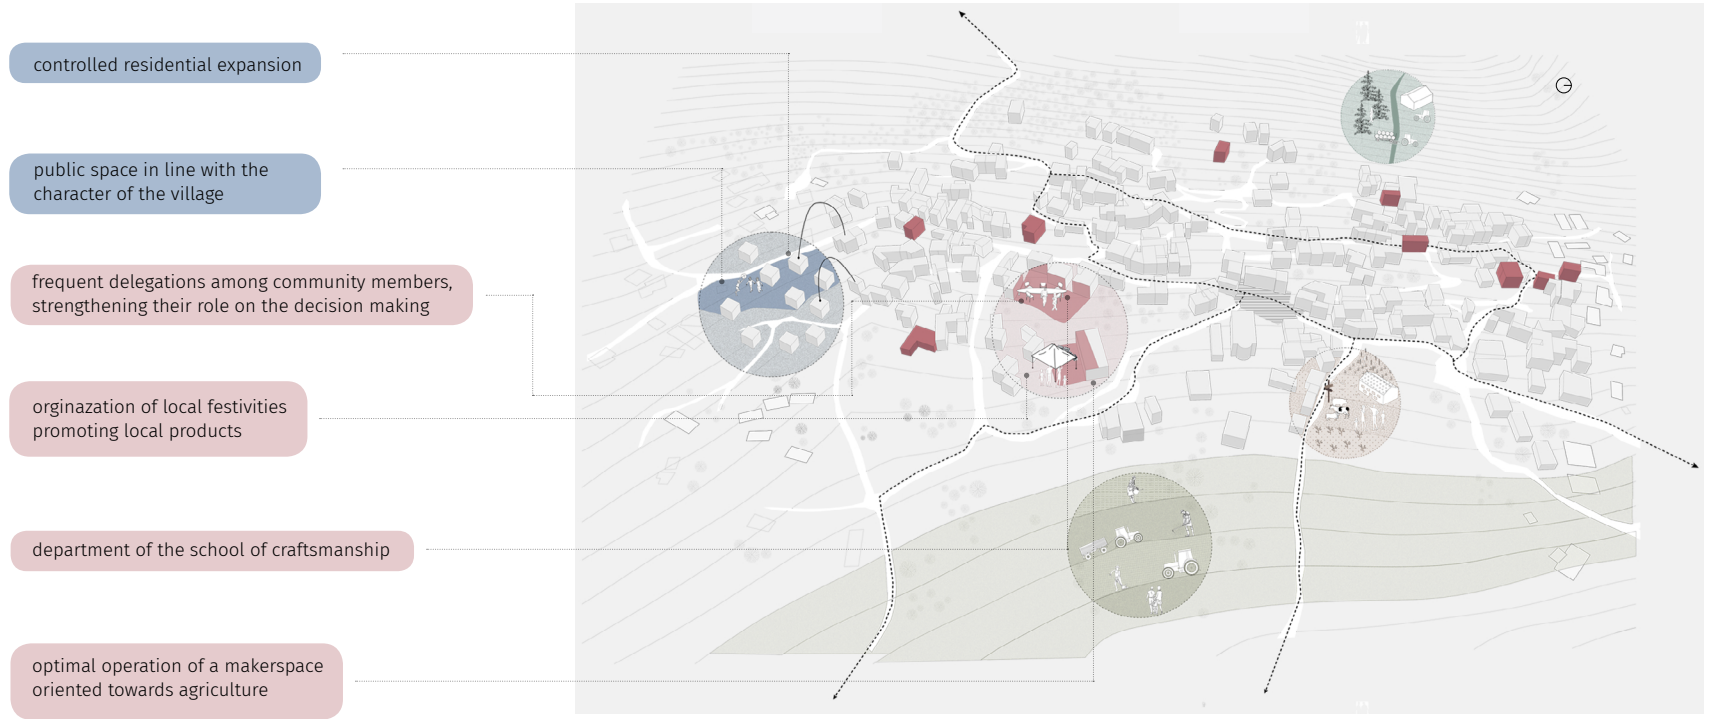 controlled residential expansion
public space in line with the
character of the village
frequent delegations among community members,
strengthening their role on the decision making
orginazation of local festivities
promoting local products
department of the school of craftsmanship
optimal operation of a makerspace
oriented towards agriculture